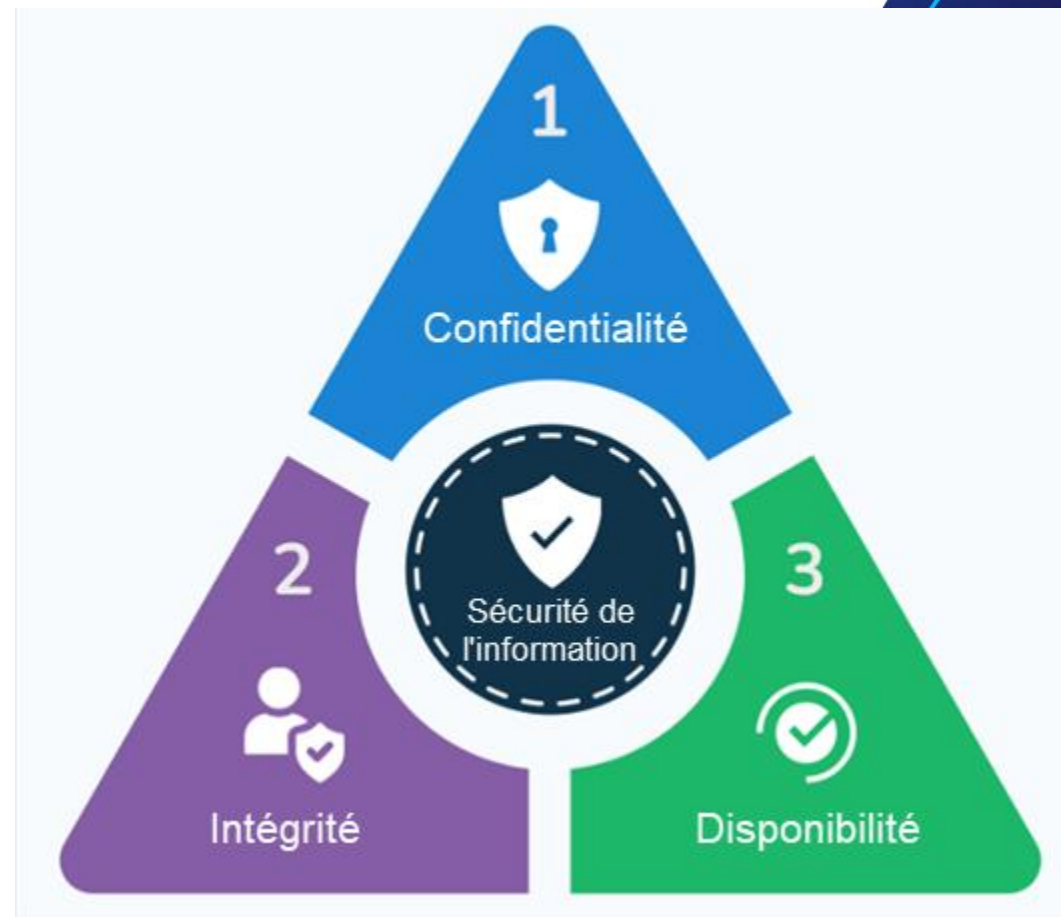 1
Confidentialité
Sécurité de
l'information
2
Intégrité
3
Disponibilité